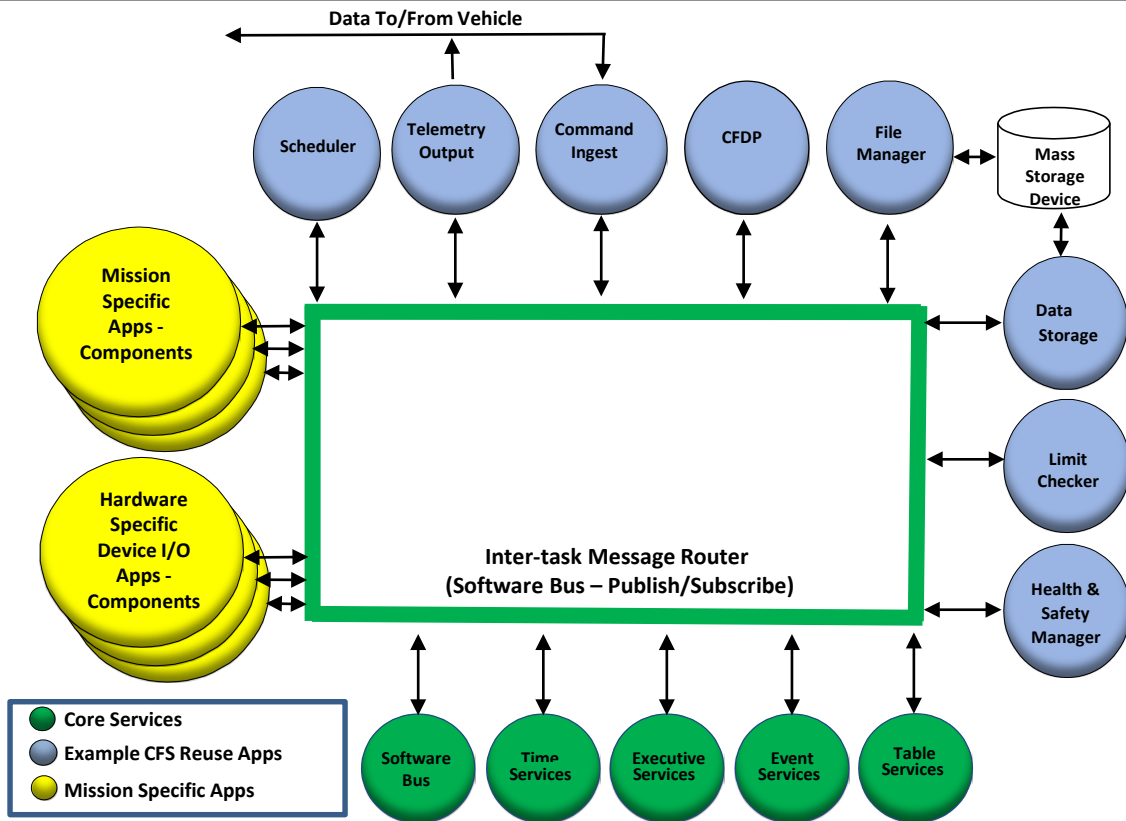 Data To/From Vehicle
Scheduler
Telemetry
Output
Command
Ingest
CFDP
File
Manager
Mass
Storage
Device
Mission
Specific
Apps -
Components
Data
Storage
Limit
Checker
Hardware
Specific
Device I/O
Apps -
Components
Inter-task Message Router
(Software Bus – Publish/Subscribe)
Health &
Safety
Manager
Core Services
Example CFS Reuse Apps
Mission Specific Apps
Software
Bus
Time
Services
Executive
Services
Event
Services
Table
Services